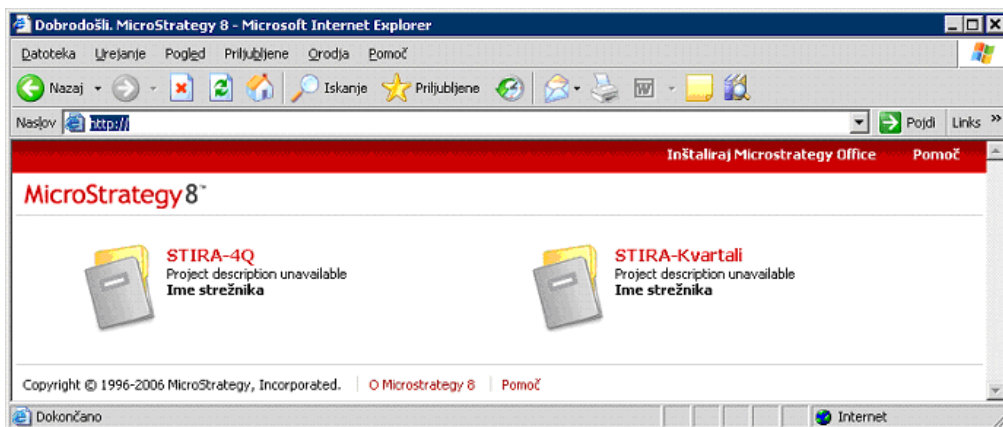 Dobrodošli. MicroStrategy 8 - Microsoft Internet Explorer
Datoteka Urejanje Pogled Priljubljene Orodja Pomoč
Nazaj Iskanje Priljubljene
Naslov http:// Pojdi Links »
Inštaliraj Microstrategy Office Pomoč
MicroStrategy 8™
STIRA-4Q STIRA-Kvartali
Project description unavailable Project description unavailable
Ime strežnika Ime strežnika
Copyright © 1996-2006 MicroStrategy, Incorporated. O Microstrategy 8 Pomoč
Dokončano Internet